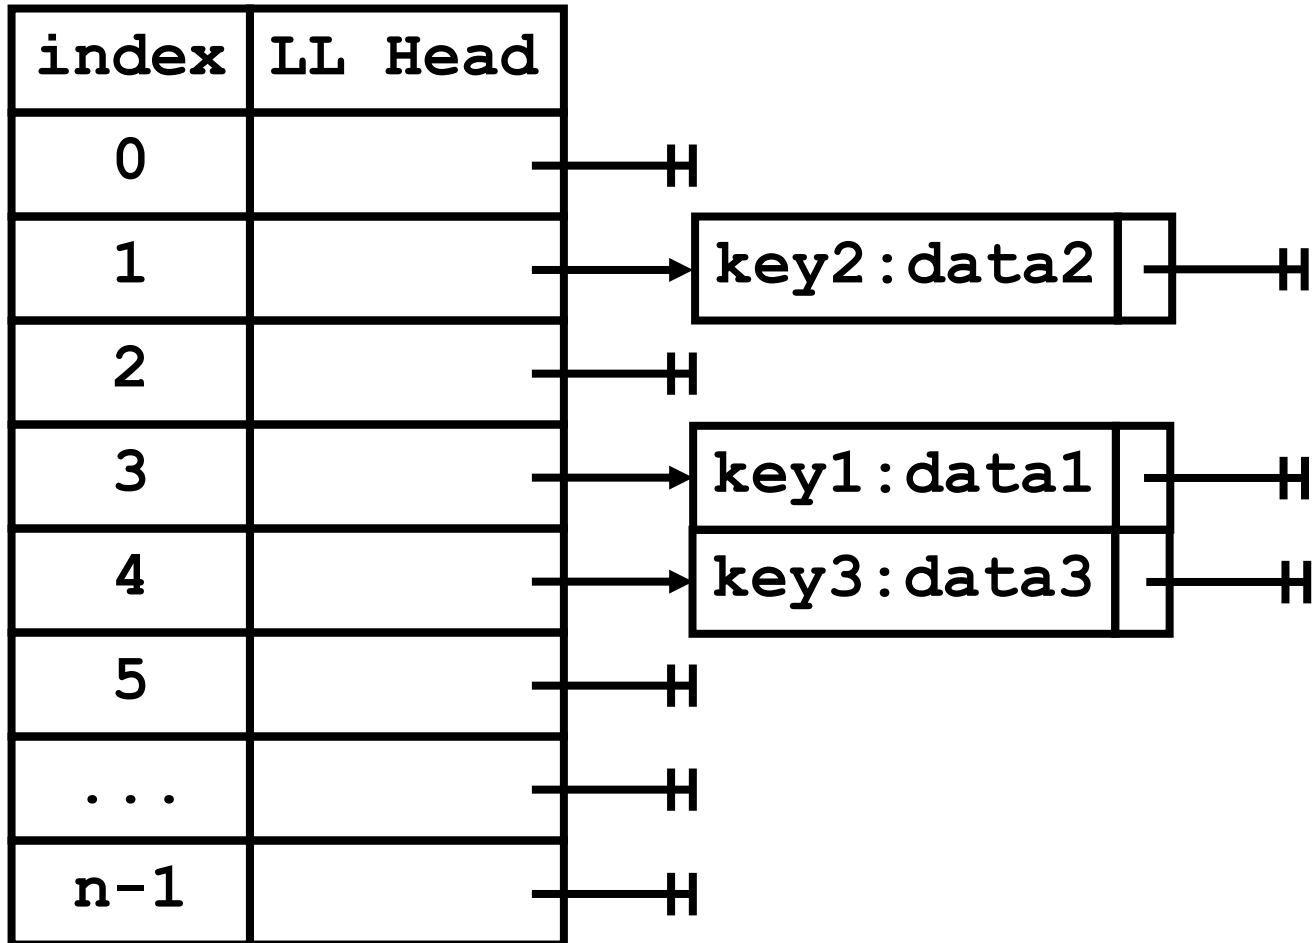 index LL Head
0
1 key2:data2
2
3 key1:data1
4 key3:data3
5
...
n-1